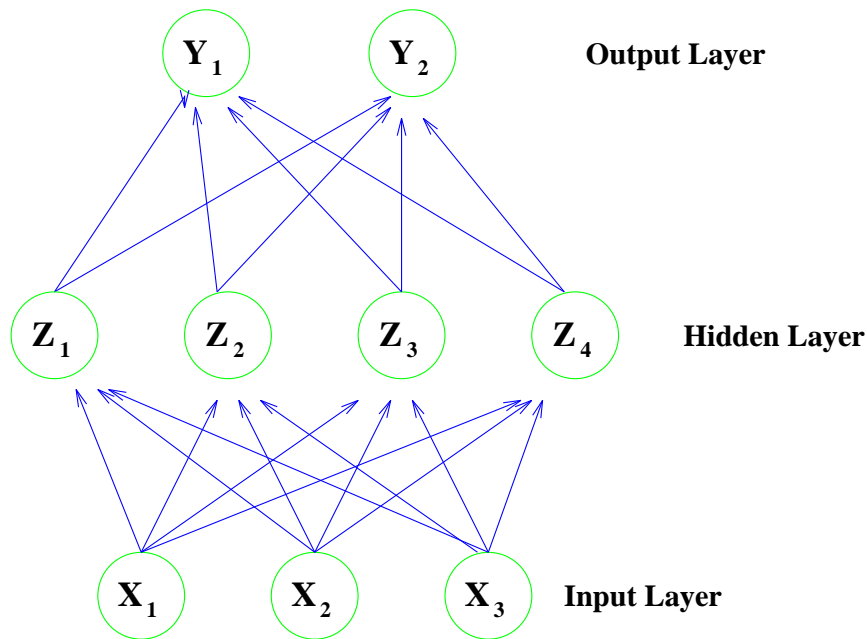 Y1 Y2 Output Layer
Z1 Z2 Z3 Z4 Hidden Layer
X1 X2 X3 Input Layer